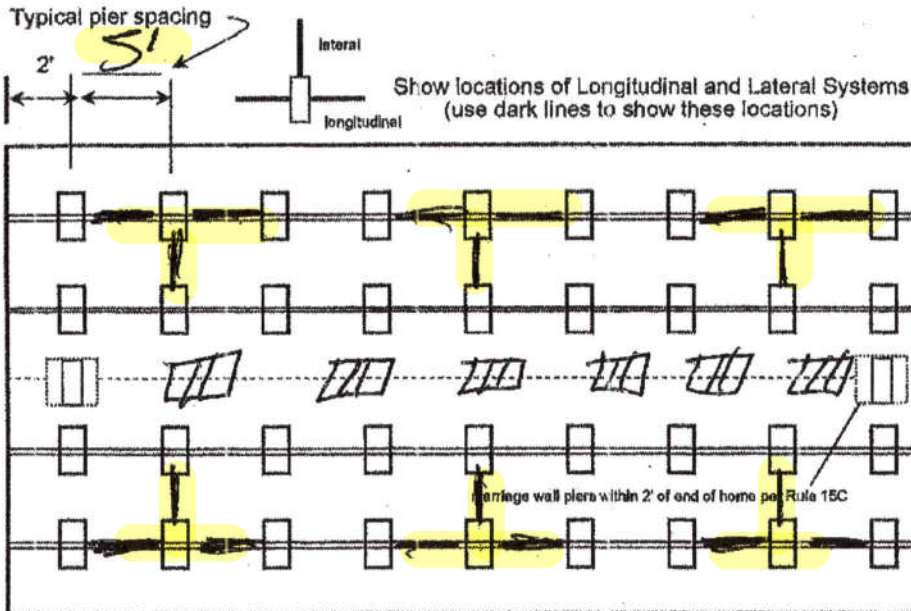 Typical pier spacing
2'
5'
lateral
longitudinal
Show locations of Longitudinal and Lateral Systems
(use dark lines to show these locations)
marriage wall piers within 2' of end of home per Rule 15C